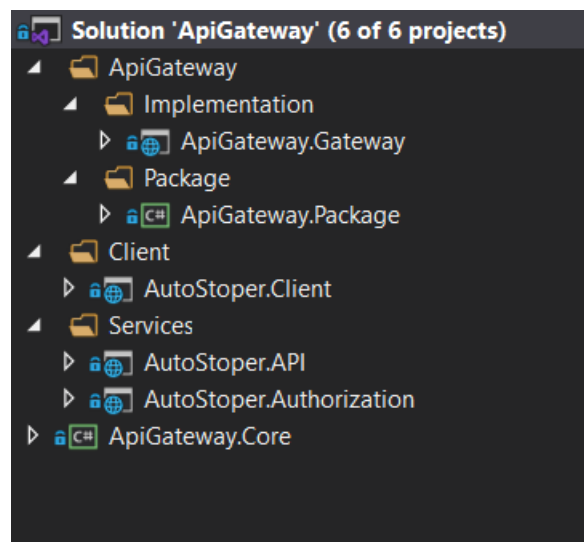 Solution 'ApiGateway' (6 of 6 projects)
ApiGateway
Implementation
ApiGateway.Gateway
Package
C# ApiGateway.Package
Client
AutoStoper.Client
Services
AutoStoper.API
AutoStoper.Authorization
C# ApiGateway.Core